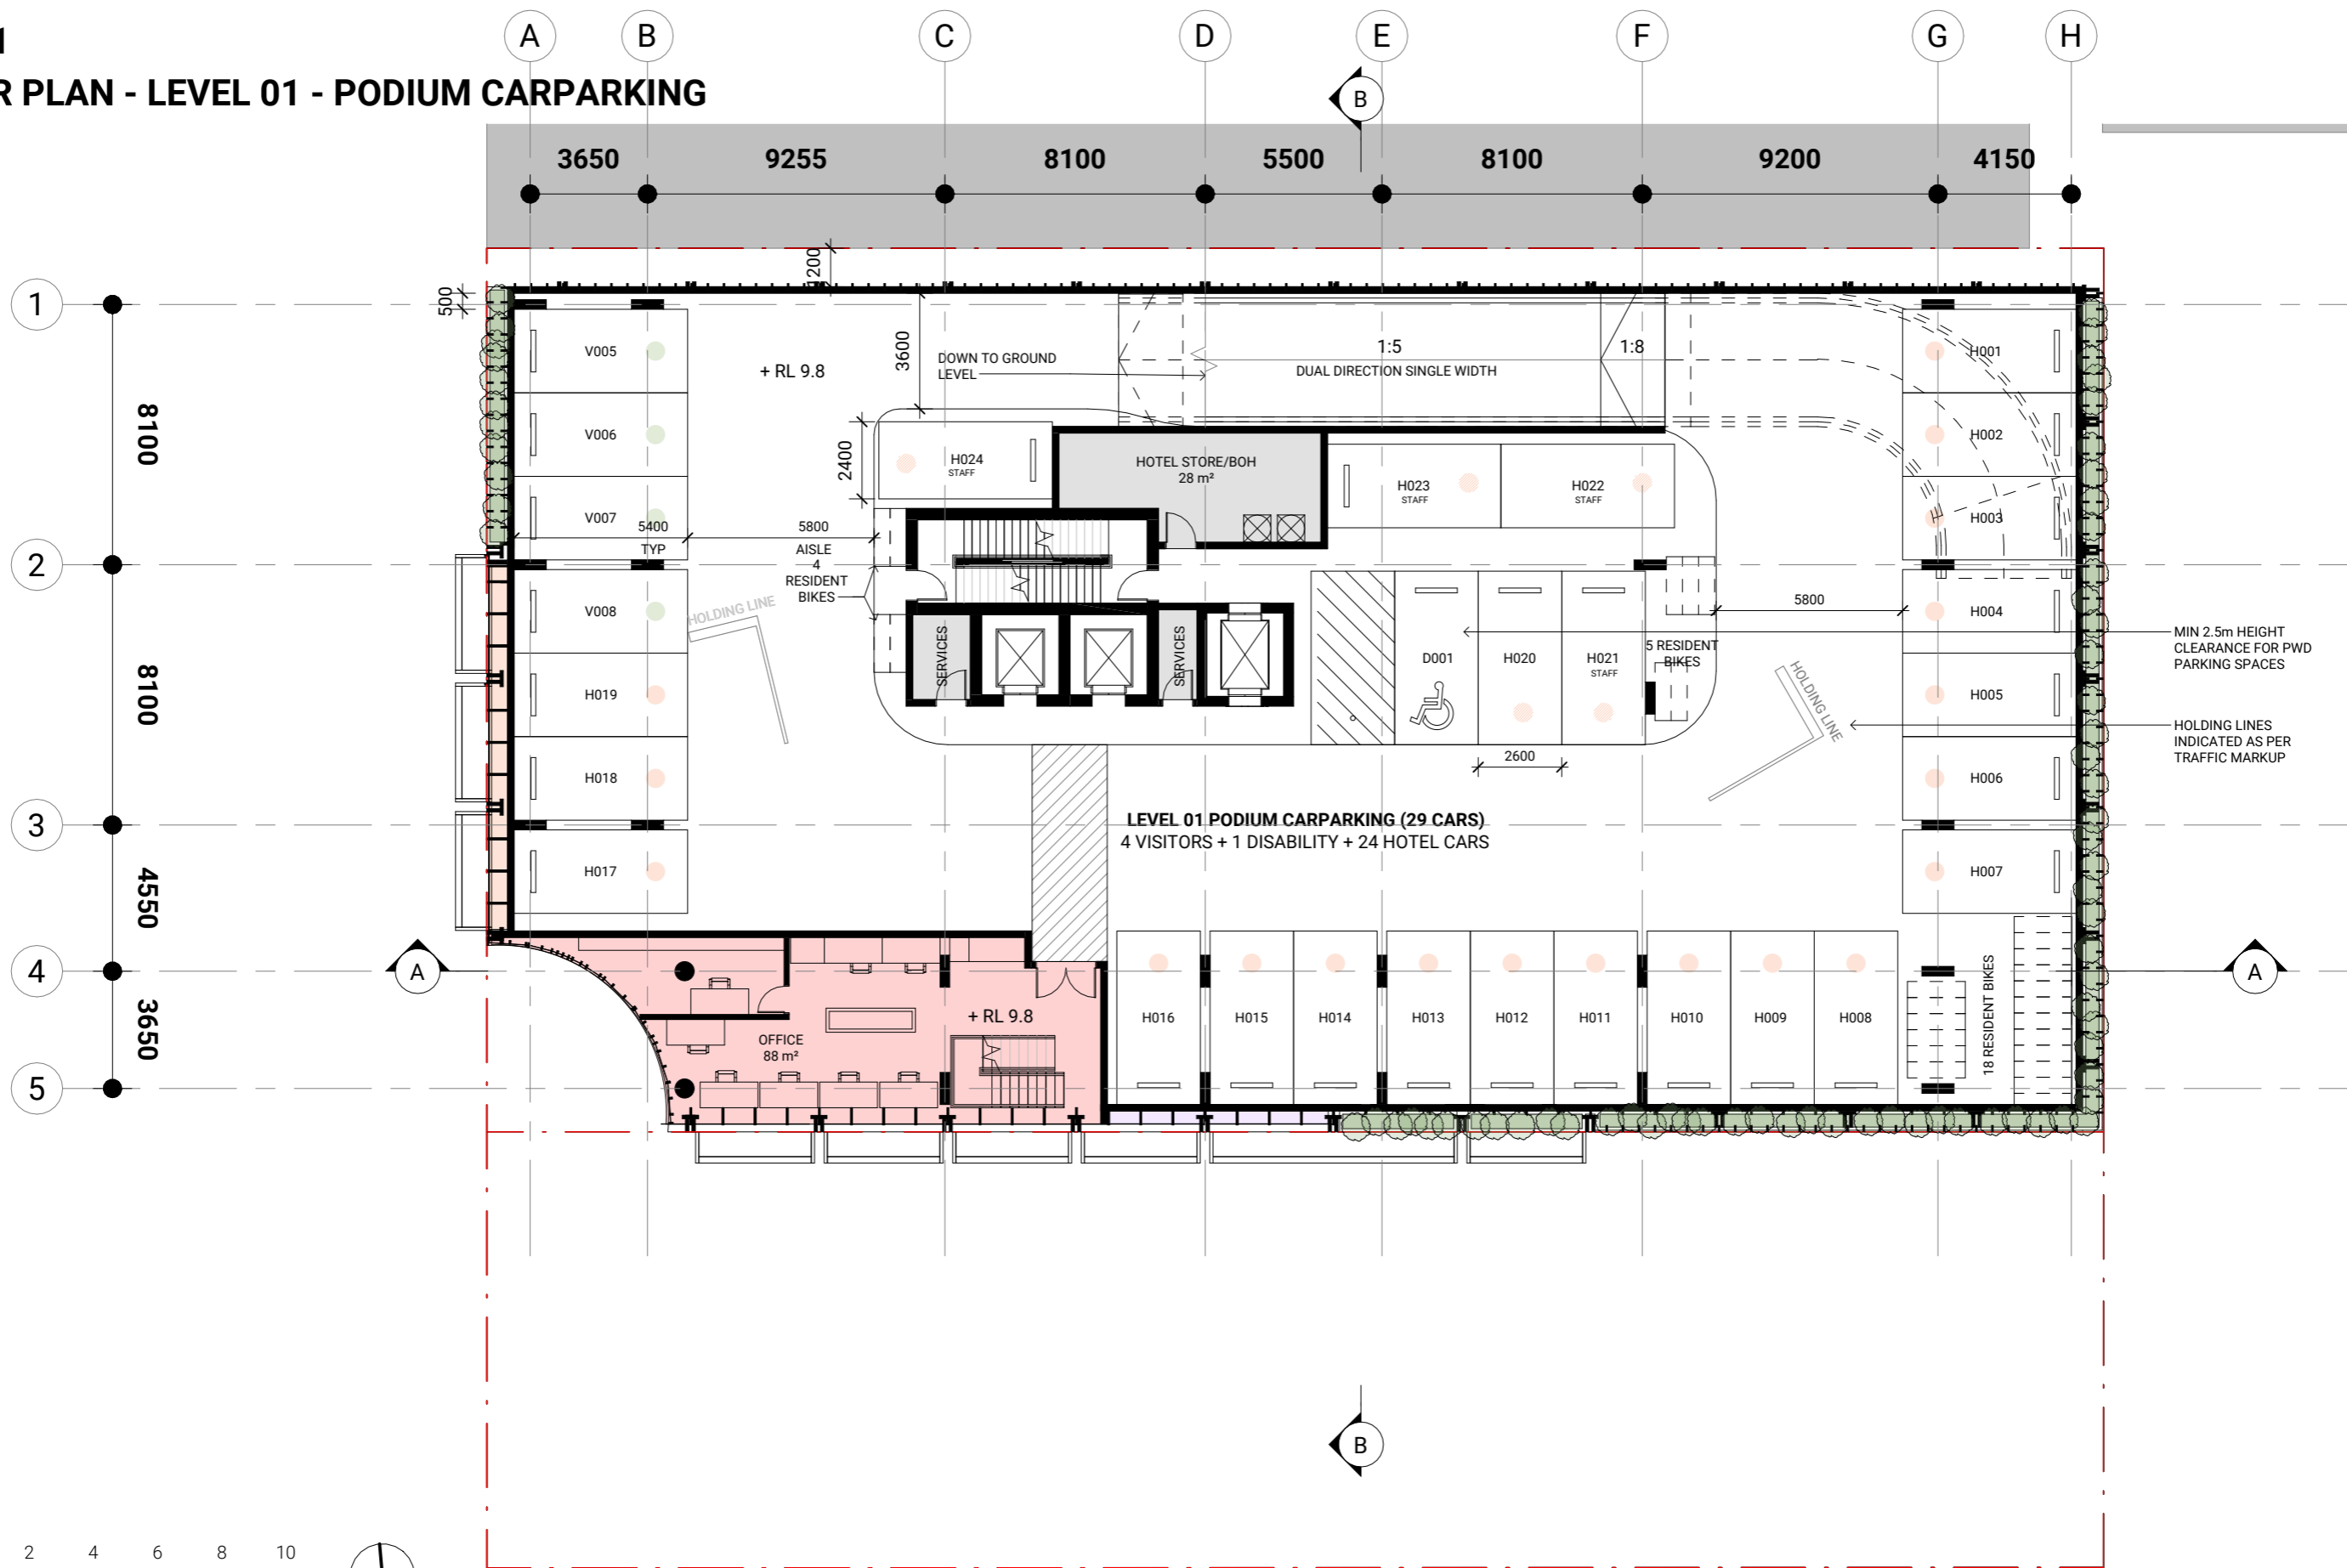 A B C D E F G H
R PLAN - LEVEL 01 - PODIUM CARPARKING
B
3650 9255 8100 5500 8100 9200 4150
1200
500
1
3600
V005
+ RL 9.8
DOWN TO GROUND
LEVEL
1:5
1:8
DUAL DIRECTION SINGLE WIDTH
H001
8100
V006
2400
H024
STAFF
HOTEL STORE/BOH
28 m²
H023
STAFF
H022
STAFF
H002
V007
5400
TYP
5800
AISLE
4
RESIDENT
BIKES
H003
2
V008
HOLDING LINE
5800
H004
MIN 2.5m HEIGHT
CLEARANCE FOR PWD
PARKING SPACES
SERVICES
SERVICES
D001
H020
H021
STAFF
5 RESIDENT
BIKES
8100
H019
HOLDING LINE
H005
HOLDING LINES
INDICATED AS PER
TRAFFIC MARKUP
H018
2600
H006
3
LEVEL 01 PODIUM CARPARKING (29 CARS)
4 VISITORS + 1 DISABILITY + 24 HOTEL CARS
4550
H017
H007
A
4
A
3650
OFFICE
88 m²
+ RL 9.8
H016
H015
H014
H013
H012
H011
H010
H009
H008
18 RESIDENT BIKES
5
B
2 4 6 8 10